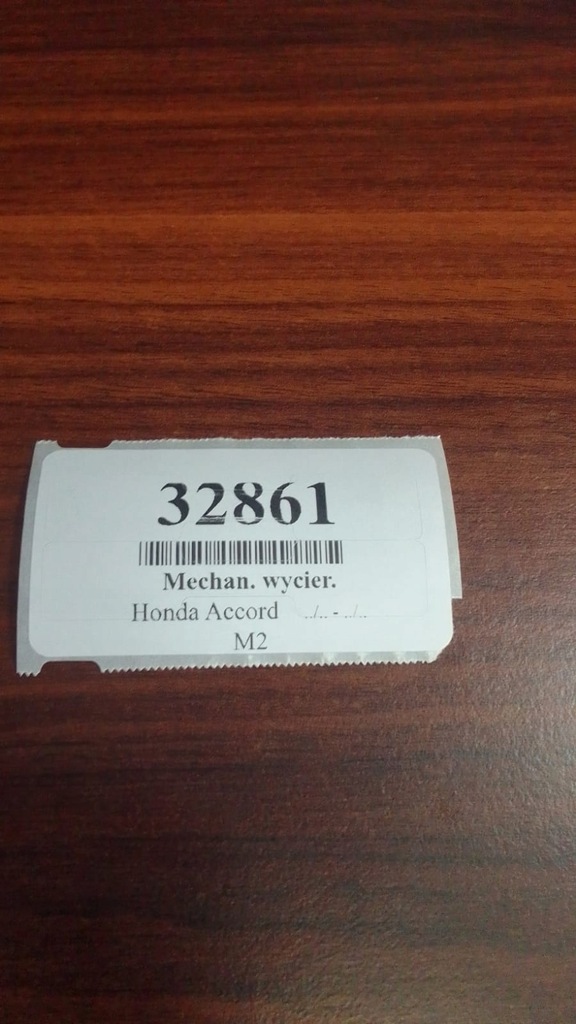 32861
Mechan. wycier.
Honda Accord ../.. - ../..
M2